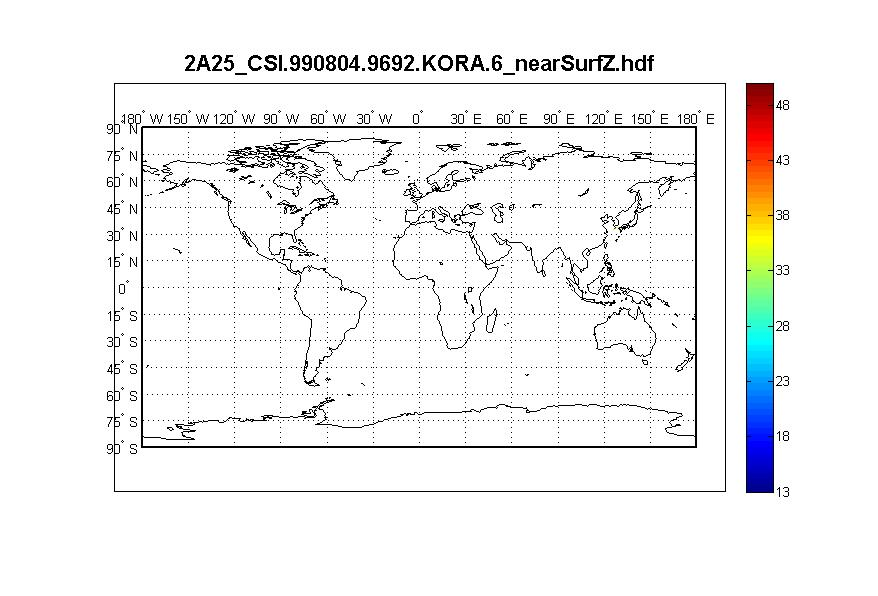 2A25_CSI.990804.9692.KORA.6_nearSurfZ.hdf
180° W 150° W 120° W 90° W 60° W 30° W 0° 30° E 60° E 90° E 120° E 150° E 180° E
90° N
75° N
60° N
45° N
30° N
15° N
0°
15° S
30° S
45° S
60° S
75° S
90° S
48
43
38
33
28
23
18
13